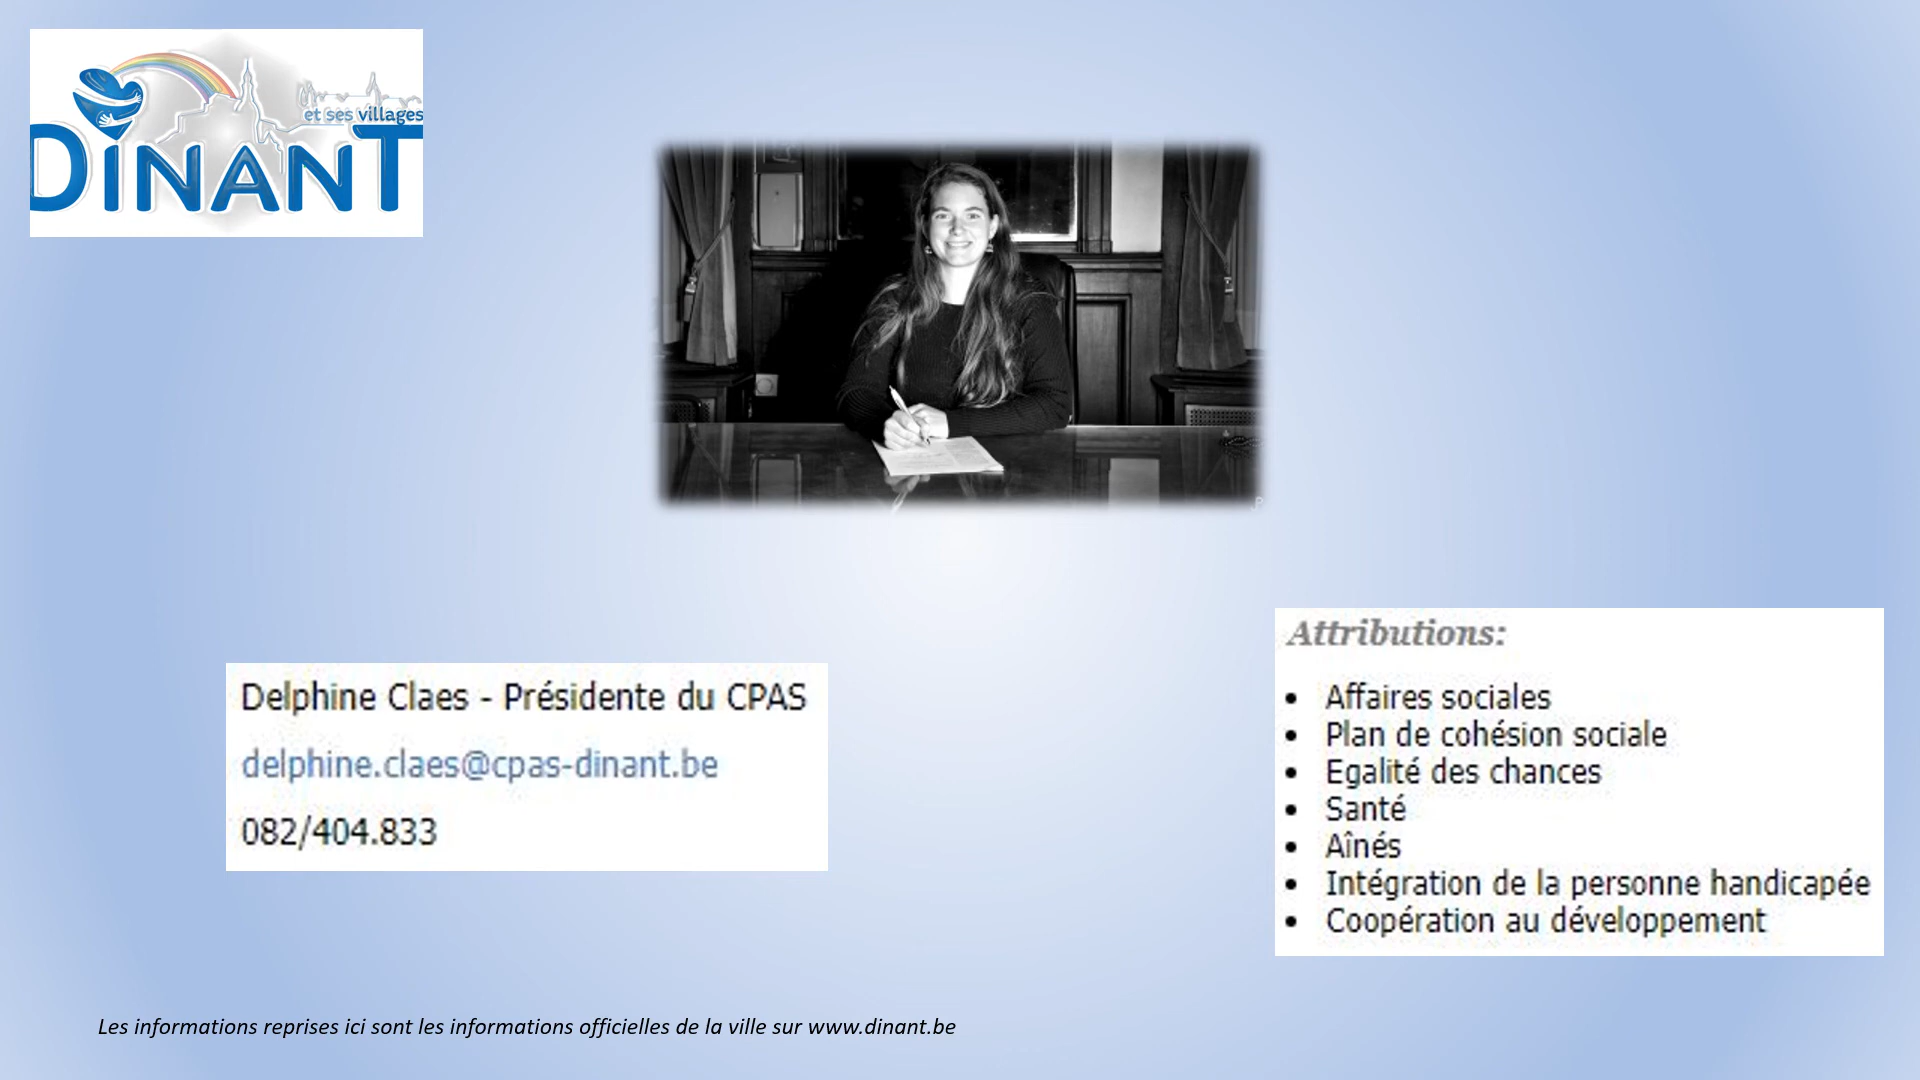 et ses villages
DINANT
Delphine Claes - Présidente du CPAS
delphine.claes@cpas-dinant.be
082/404.833
Attributions:
• Affaires sociales
• Plan de cohésion sociale
• Egalité des chances
• Santé
• Aînés
• Intégration de la personne handicapée
• Coopération au développement
Les informations reprises ici sont les informations officielles de la ville sur www.dinant.be